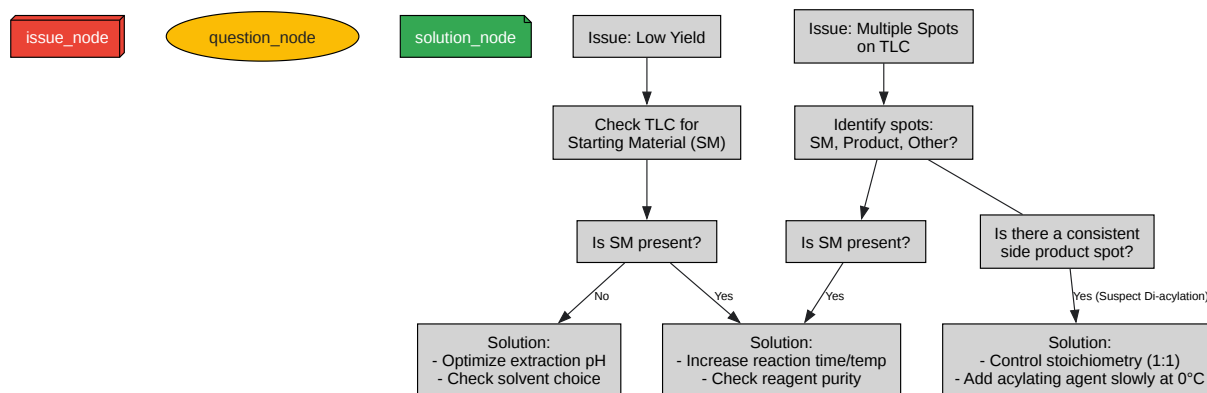 issue_node
question_node
solution_node
Issue: Low Yield
Issue: Multiple Spots
on TLC
Check TLC for
Starting Material (SM)
Identify spots:
SM, Product, Other?
Is SM present?
Is SM present?
Is there a consistent
side product spot?
No
Yes
Yes
Yes (Suspect Di-acylation)
Solution:
- Optimize extraction pH
- Check solvent choice
Solution:
- Increase reaction time/temp
- Check reagent purity
Solution:
- Control stoichiometry (1:1)
- Add acylating agent slowly at 0°C